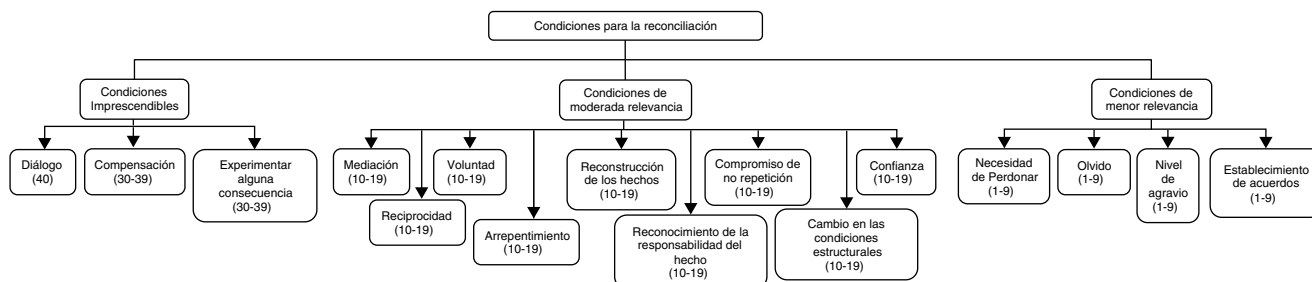 Condiciones para la reconciliación
Condiciones
Imprescindibles
Condiciones de
moderada relevancia
Condiciones de
menor relevancia
Diálogo
(40)
Compensación
(30-39)
Experimentar
alguna
consecuencia
(30-39)
Mediación
(10-19)
Reciprocidad
(10-19)
Voluntad
(10-19)
Arrepentimiento
(10-19)
Reconstrucción
de los hechos
(10-19)
Reconocimiento de la
responsabilidad del
hecho
(10-19)
Compromiso de
no repetición
(10-19)
Cambio en las
condiciones
estructurales
(10-19)
Confianza
(10-19)
Necesidad
de Perdonar
(1-9)
Olvido
(1-9)
Nivel
de
agravio
(1-9)
Establecimiento
de acuerdos
(1-9)